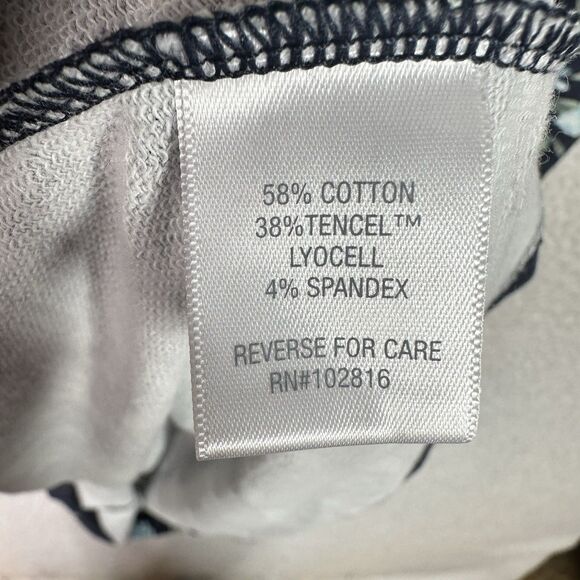 58% COTTON
38%TENCEL™
LYOCELL
4% SPANDEX
REVERSE FOR CARE
RN#102816